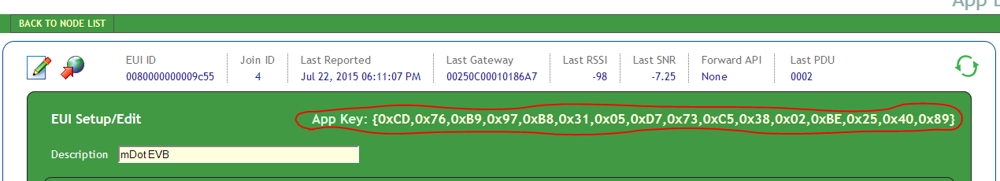 App
BACK TO NODE LIST
EUI ID Join ID Last Reported Last Gateway Last RSSI Last SNR Forward API Last PDU
0080000000009c55 4 Jul 22, 2015 06:11:07 PM 00250C00010186A7 -98 -7.25 None 0002
EUI Setup/Edit App Key: {0xCD,0x76,0xB9,0x97,0xB8,0x31,0x05,0xD7,0x73,0xC5,0x38,0x02,0xBE,0x25,0x40,0x89}
Description mDot EVB